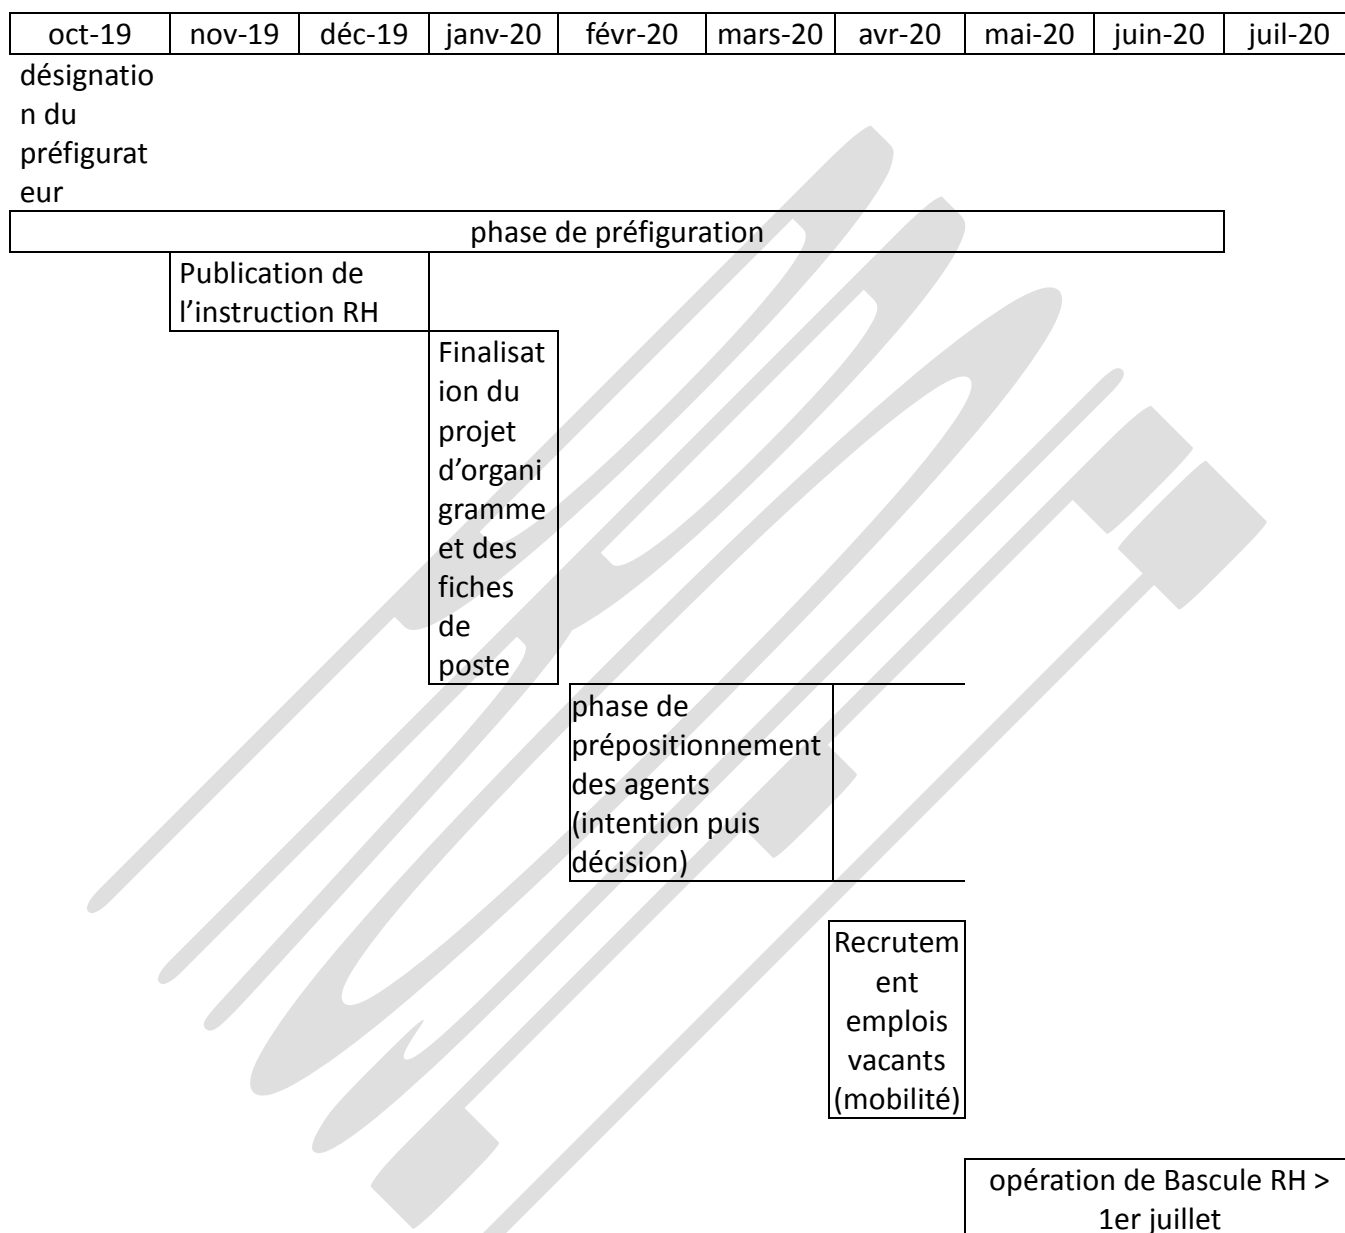 oct-19 nov-19 déc-19 janv-20 févr-20 mars-20 avr-20 mai-20 juin-20 juil-20
désignatio
n du
préfigurat
eur
phase de préfiguration
Publication de
l’instruction RH
Finalisat
ion du
projet
d’organi
gramme
et des
fiches
de
poste
phase de
prépositionnement
des agents
(intention puis
décision)
Recrutem
ent
emplois
vacants
(mobilité)
opération de Bascule RH >
1er juillet